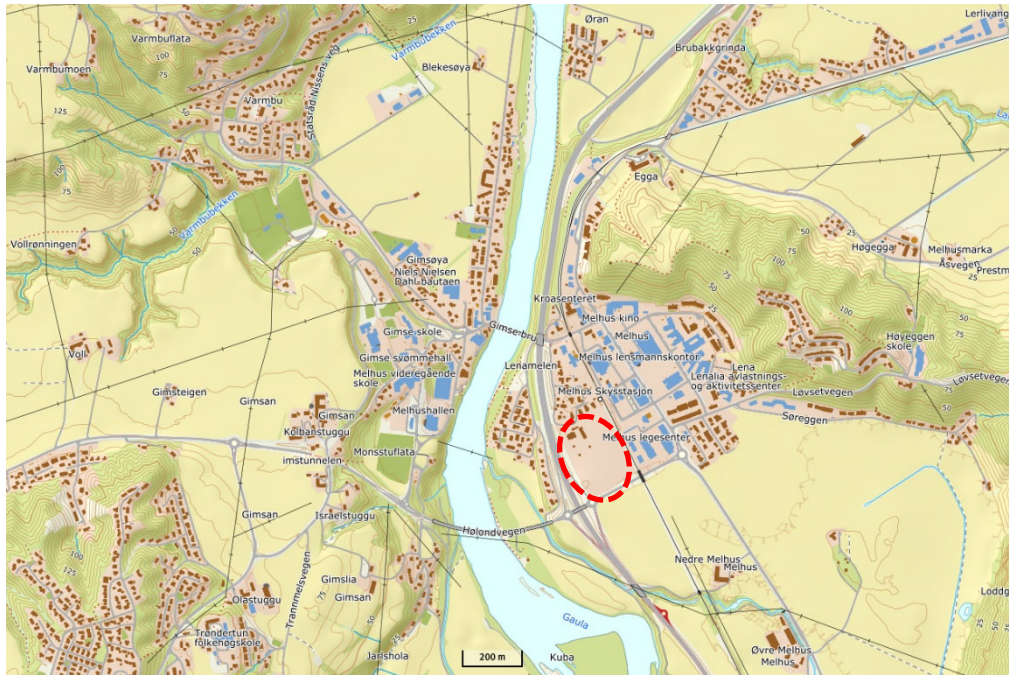 Varmbubekken
25
Øran
Lerlivang
Varmbuflata
Brubakkgrinda
Varmbumoen
Blekesøya
Statsråd Nissens veg
Varmbu
Egga
Varmbubekken
Vollrønningen
Høgegga
Melhusmarka
Åsvegen
Prestm
Gimsøya
Niels Nielsen
Dahl-bautaen
Kroasenteret
Gimse skole
Gimse bru
Melhus kino
Melhus
Høyeggen
skole
Voll
Gimse svømmehall
Melhus videregående
skole
Melhus lensmannskontor
Lenamelen
Lena
Lenalia avlastnings-
og aktivitetssenter
Løvsetvegen
Løvsetvegen
Gimsteigen
Gimsan
Melhus Skysstasjon
Søreggen
Gimsan
Kolbanstuggu
Melhushallen
Melhus legesenter
Monsstuflata
imstunnelen
Gimsan
Israelstuggu
Hølondvegen
Nedre Melhus
Melhus
Gimslia
Gimsan
Trånnmelsvegen
Olastuggu
Loddg
Gaula
Trøndertun
folkehøgskole
Jarlshola
200 m
Kuba
Øvre Melhus
Melhus